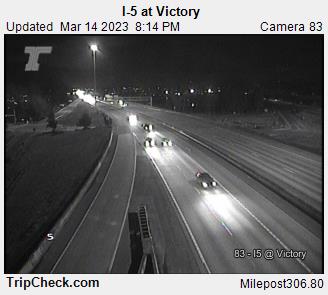 I-5 at Victory
Updated Mar 14 2023 8:14 PM Camera 83
T
S
83 - I5 @ Victory
TripCheck.com Milepost306.80